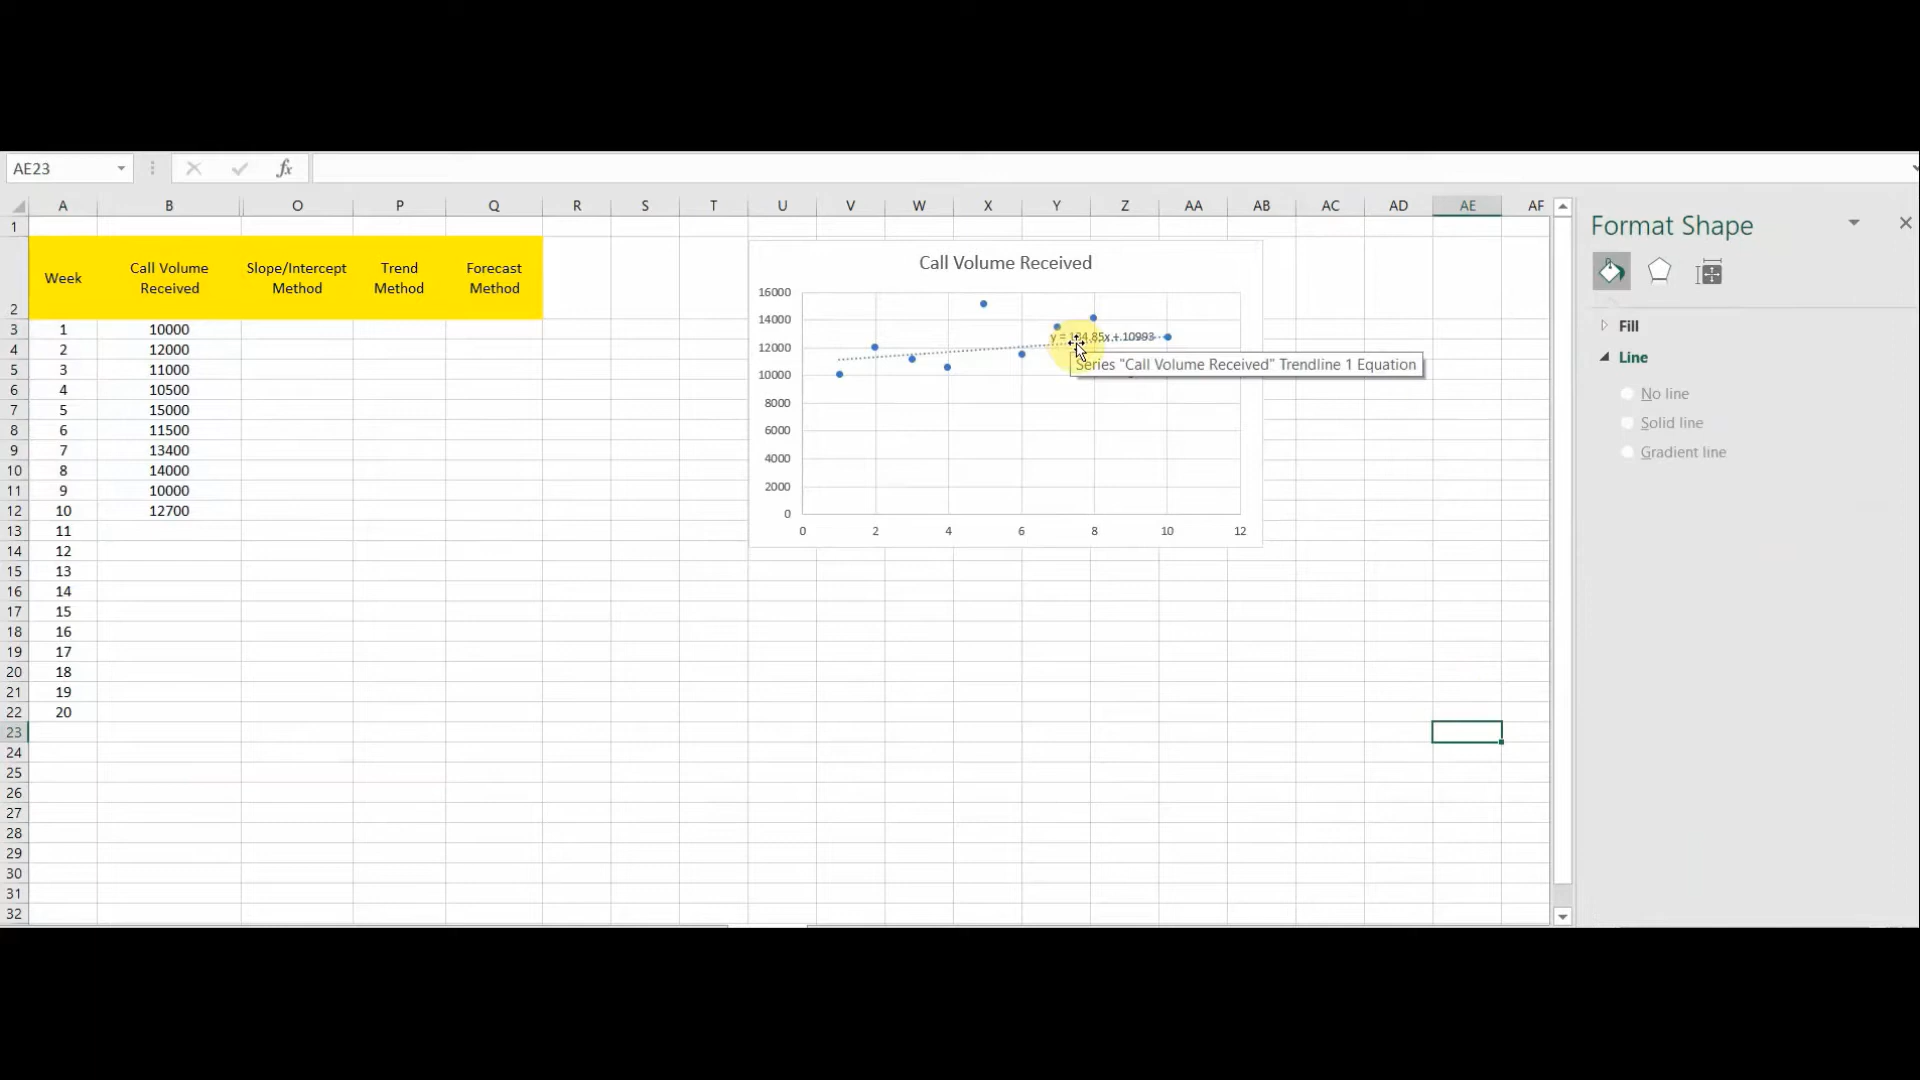 AE23
fx
A B O P Q R S T U V W X Y Z AA AB AC AD AE AF
1
2 Week Call Volume Received Slope/Intercept Method Trend Method Forecast Method
3 1 10000
4 2 12000
5 3 11000
6 4 10500
7 5 15000
8 6 11500
9 7 13400
10 8 14000
11 9 10000
12 10 12700
13 11
14 12
15 13
16 14
17 15
18 16
19 17
20 18
21 19
22 20
23
24
25
26
27
28
29
30
31
32
Call Volume Received
16000
14000
12000
10000
8000
6000
4000
2000
0
0 2 4 6 8 10 12
+ 10993
Series "Call Volume Received" Trendline 1 Equation
Format Shape
Fill
Line
No line
Solid line
Gradient line